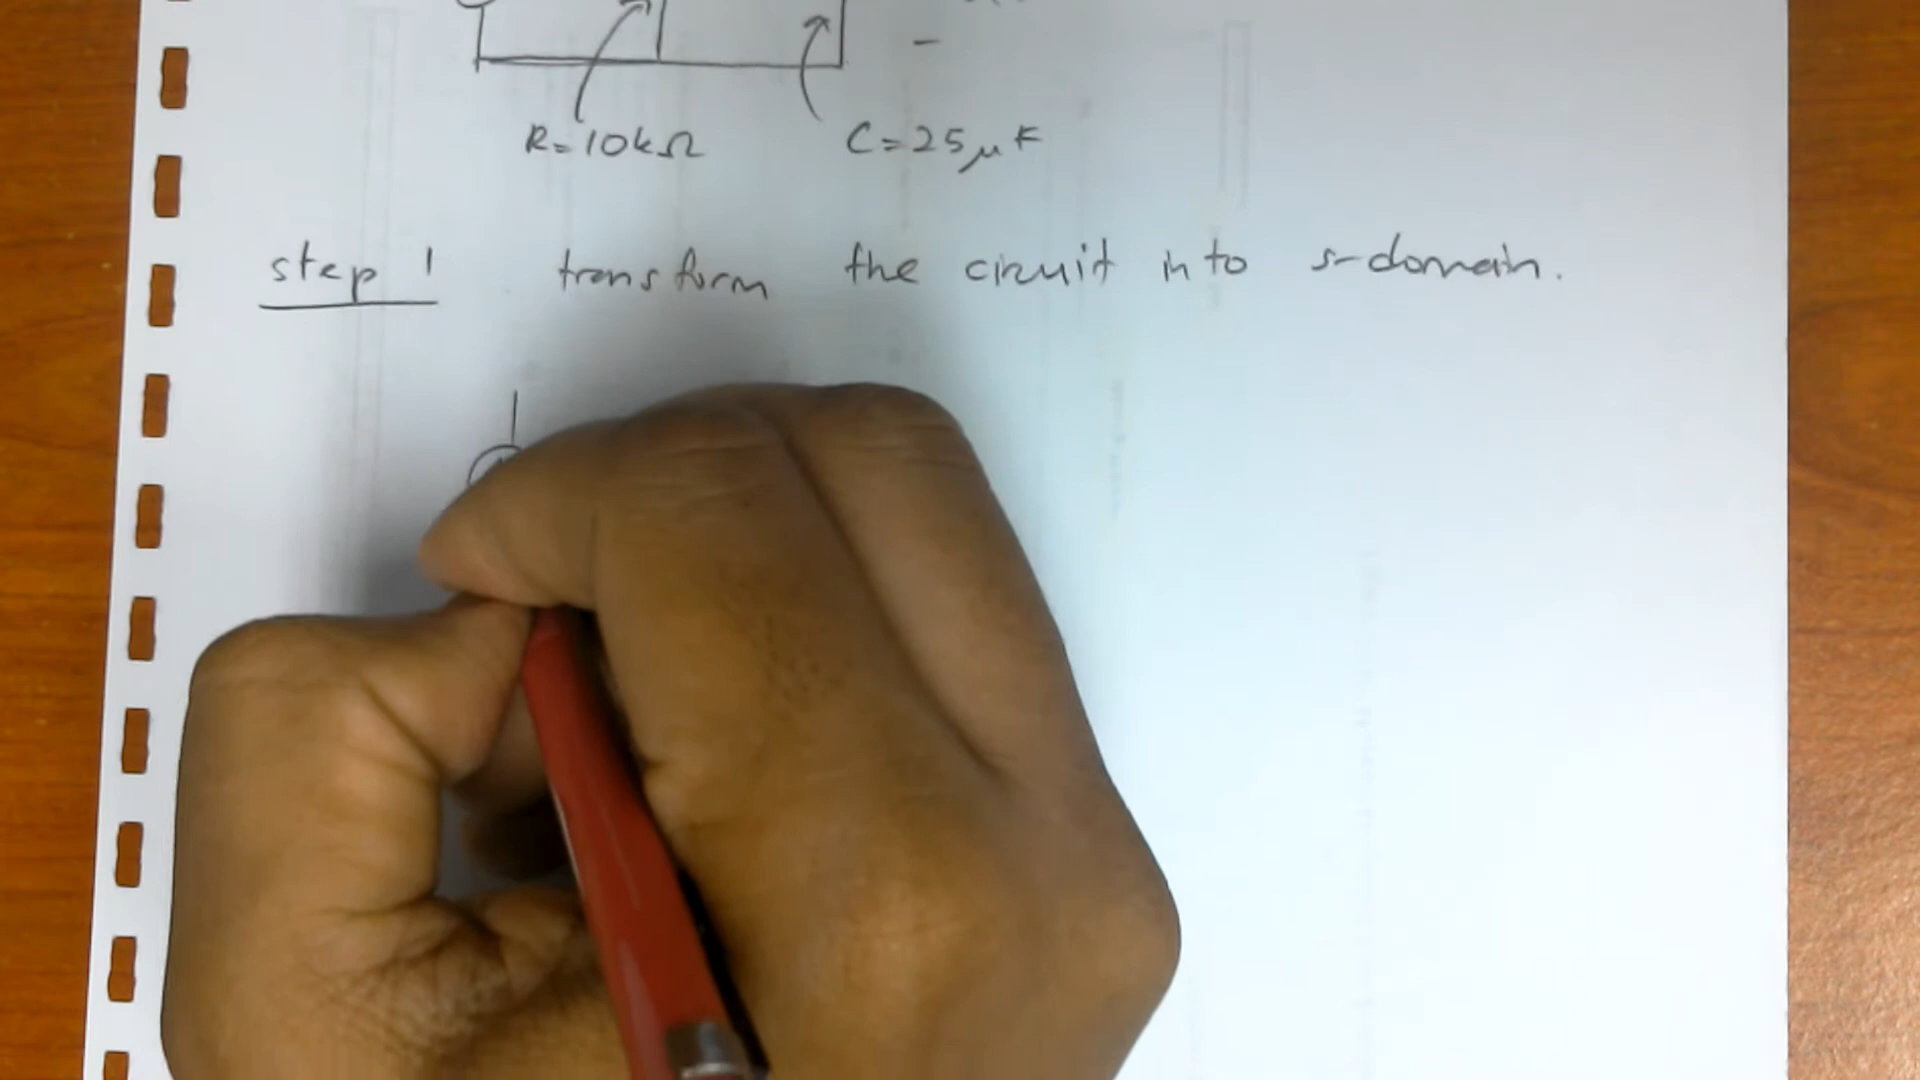 R=10kΩ C=25μF
step 1 transform the circuit into s-domain.